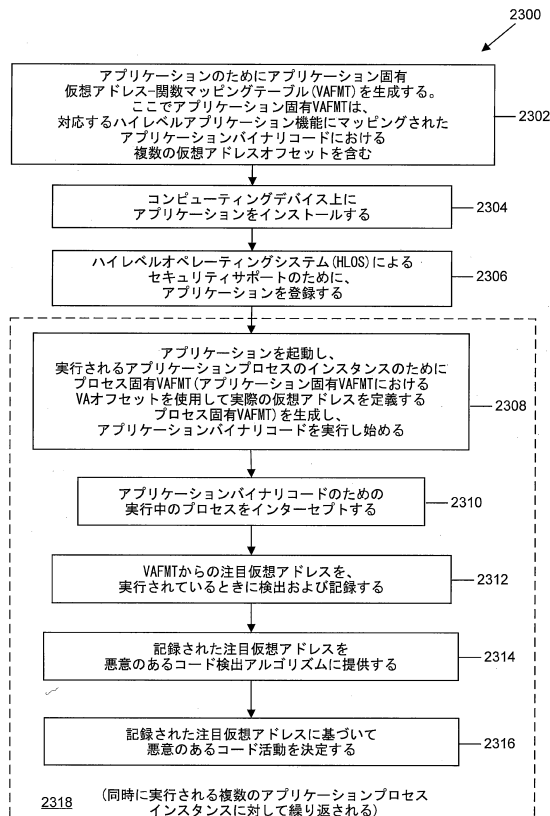 2300
アプリケーションのためにアプリケーション固有
仮想アドレス-関数マッピングテーブル(VAFMT)を生成する。
ここでアプリケーション固有VAFMTは、
対応するハイレベルアプリケーション機能にマッピングされた
アプリケーションバイナリコードにおける
複数の仮想アドレスオフセットを含む
2302
コンピューティングデバイス上に
アプリケーションをインストールする
2304
ハイレベルオペレーティングシステム(HLOS)による
セキュリティサポートのために、
アプリケーションを登録する
2306
アプリケーションを起動し、
実行されるアプリケーションプロセスのインスタンスのために
プロセス固有VAFMT(アプリケーション固有VAFMTにおける
VAオフセットを使用して実際の仮想アドレスを定義する
プロセス固有VAFMT)を生成し、
アプリケーションバイナリコードを実行し始める
2308
アプリケーションバイナリコードのための
実行中のプロセスをインターセプトする
2310
VAFMTからの注目仮想アドレスを、
実行されているときに検出および記録する
2312
記録された注目仮想アドレスを
悪意のあるコード検出アルゴリズムに提供する
2314
記録された注目仮想アドレスに基づいて
悪意のあるコード活動を決定する
2316
2318
(同時に実行される複数のアプリケーションプロセス
インスタンスに対して繰り返される)